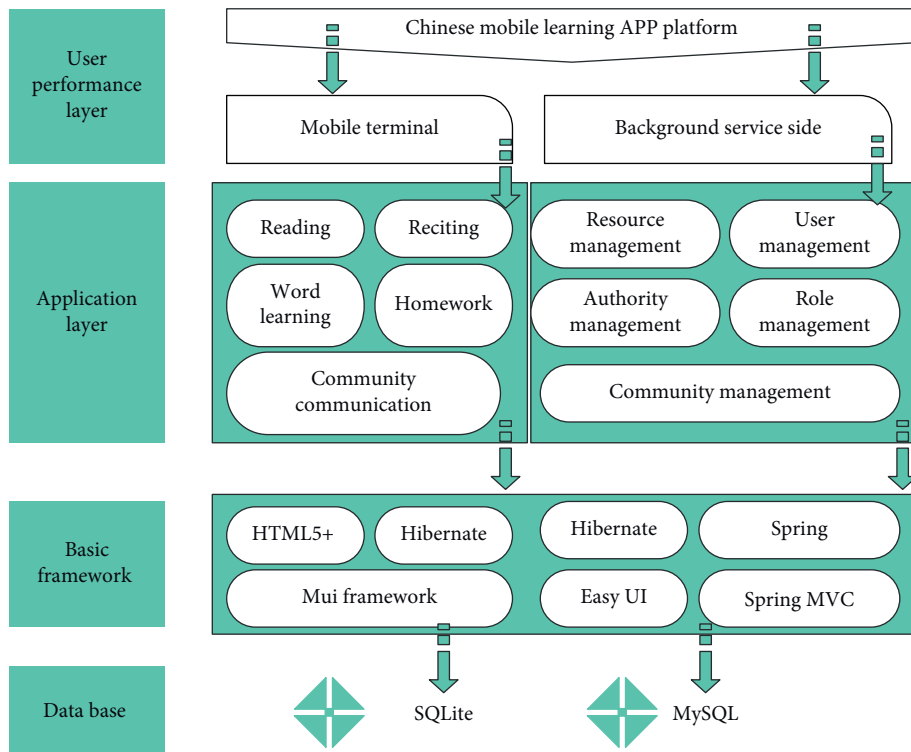 Chinese mobile learning APP platform
User
performance
layer
Mobile terminal
Background service side
Application
layer
Reading
Reciting
Word
learning
Homework
Community
communication
Resource
management
User
management
Authority
management
Role
management
Community management
Basic
framework
HTML5+
Hibernate
Mui framework
Hibernate
Spring
Easy UI
Spring MVC
Data base
SQLite
MySQL